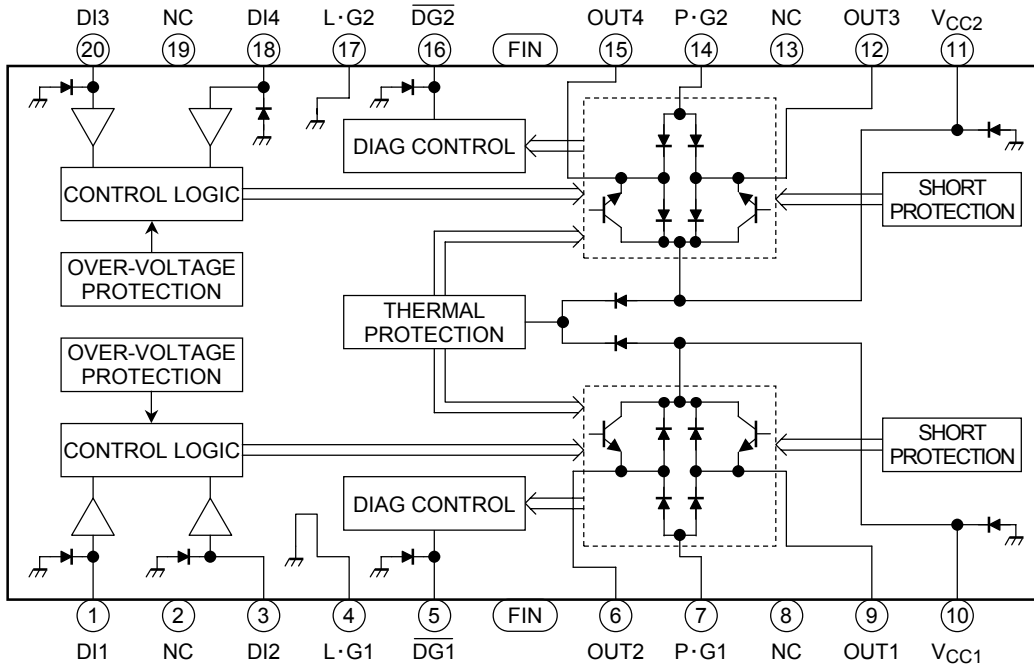 DI3 NC DI4 L·G2 DG2 OUT4 P·G2 NC OUT3 VCC2
20 19 18 17 16 FIN 15 14 13 12 11
DIAG CONTROL
CONTROL LOGIC
SHORT
PROTECTION
OVER-VOLTAGE
PROTECTION
THERMAL
PROTECTION
OVER-VOLTAGE
PROTECTION
CONTROL LOGIC
SHORT
PROTECTION
DIAG CONTROL
1 2 3 4 5 FIN 6 7 8 9 10
DI1 NC DI2 L·G1 DG1 OUT2 P·G1 NC OUT1 VCC1